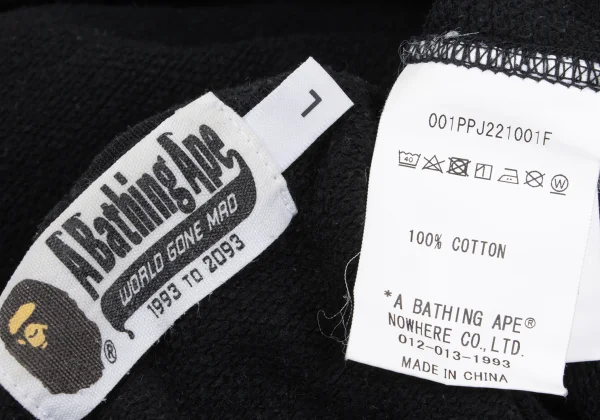 A Bathing Ape
WORLD GONE MAD
1993 TO 2093
®
L
001PPJ221001F
40
W
100% COTTON
*A BATHING APE®
NOWHERE CO., LTD.
012-013-1993
MADE IN CHINA